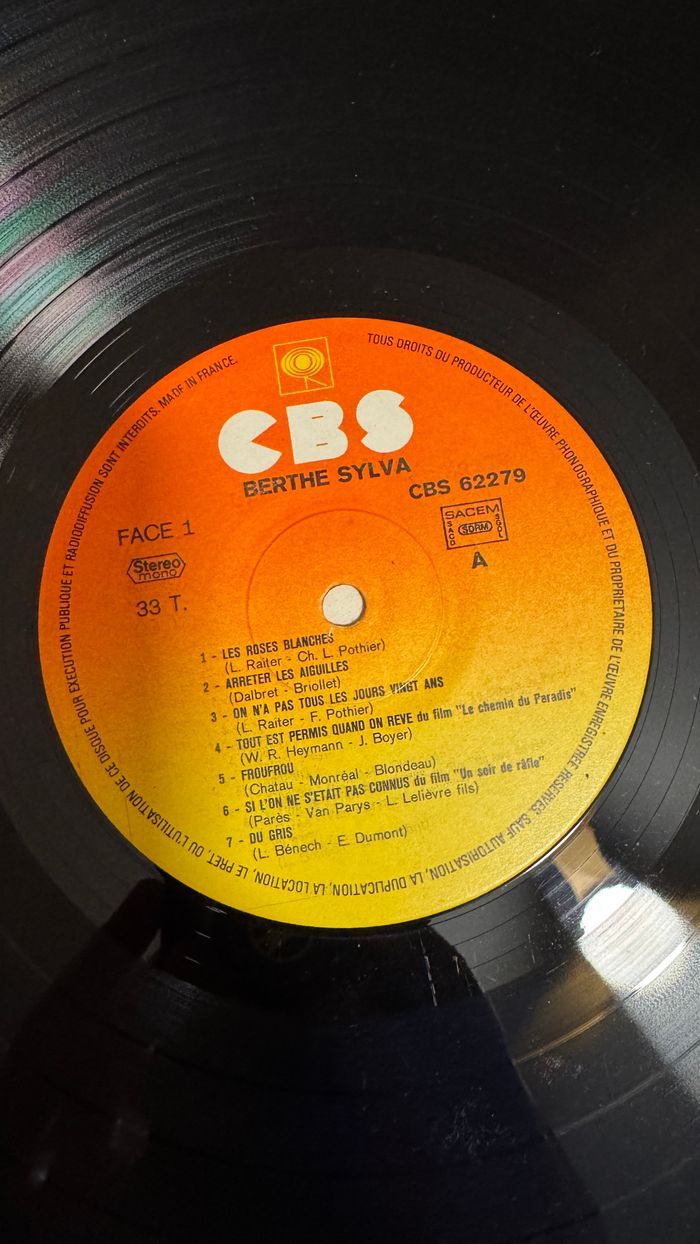 TOUS DROITS DU PRODUCTEUR DE L'ŒUVRE PHONOGRAPHIQUE ET DU PROPRIETAIRE DE L'ŒUVRE ENREGISTREE RESERVES. SAUF AUTORISATION, LA DUPLICATION, LA LOCATION, LE PRET, OU L'UTILISATION DE CE DISQUE POUR EXECUTION PUBLIQUE ET RADIODIFFUSION SONT INTERDITS. MADE IN FRANCE.
CBS
BERTHE SYLVA
CBS 62279
FACE 1
SACEM
SACD SDRM SGDL
Stereo
mono
A
33 T.
1 - LES ROSES BLANCHES
(L. Raiter - Ch. L. Pothier)
2 - ARRETER LES AIGUILLES
(Dalbret - Briollet)
3 - ON N'A PAS TOUS LES JOURS VINGT ANS
(L. Raiter - F. Pothier)
4 - TOUT EST PERMIS QUAND ON REVE du film "Le chemin du Paradis"
(W. R. Heymann - J. Boyer)
5 - FROUFROU
(Chatau - Monréal - Blondeau)
6 - SI L'ON NE S'ETAIT PAS CONNUS du film "Un soir de râfle"
(Parès - Van Parys - L. Lelièvre fils)
7 - DU GRIS
(L. Bénech - E. Dumont)